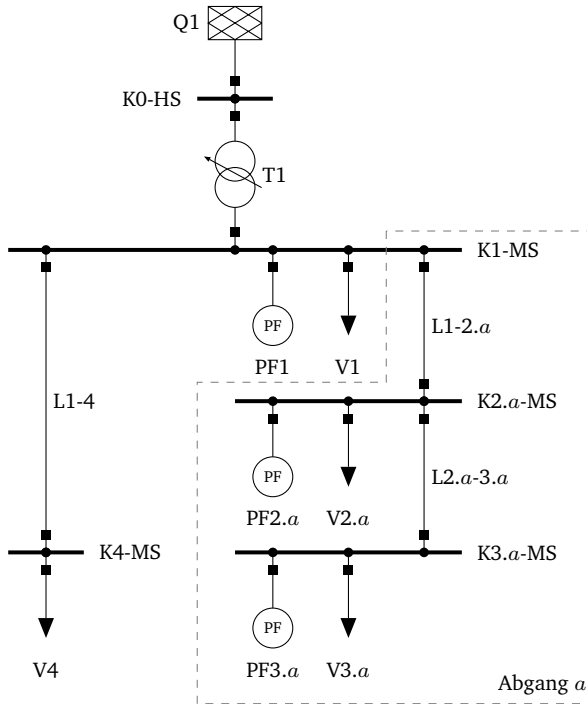 Q1
K0-HS
T1
K1-MS
L1-2.a
PF
PF1
V1
L1-4
K2.a-MS
PF
L2.a-3.a
PF2.a
V2.a
K4-MS
K3.a-MS
PF
V4
PF3.a
V3.a
Abgang a